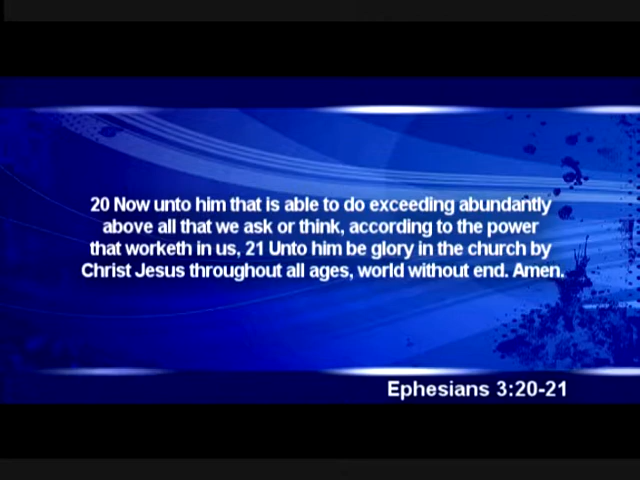 20 Now unto him that is able to do exceeding abundantly
above all that we ask or think, according to the power
that worketh in us, 21 Unto him be glory in the church by
Christ Jesus throughout all ages, world without end. Amen.
Ephesians 3:20-21